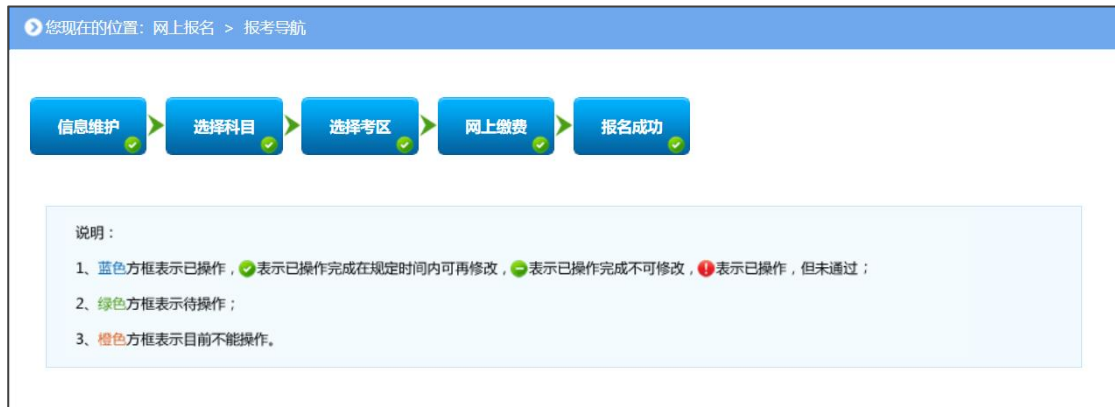 您现在的位置：网上报名 > 报考导航
信息维护 选择科目 选择考区 网上缴费 报名成功
说明：
1、蓝色方框表示已操作，表示已操作完成在规定时间内可再修改，表示已操作完成不可修改，表示已操作，但未通过；
2、绿色方框表示待操作；
3、橙色方框表示目前不能操作。